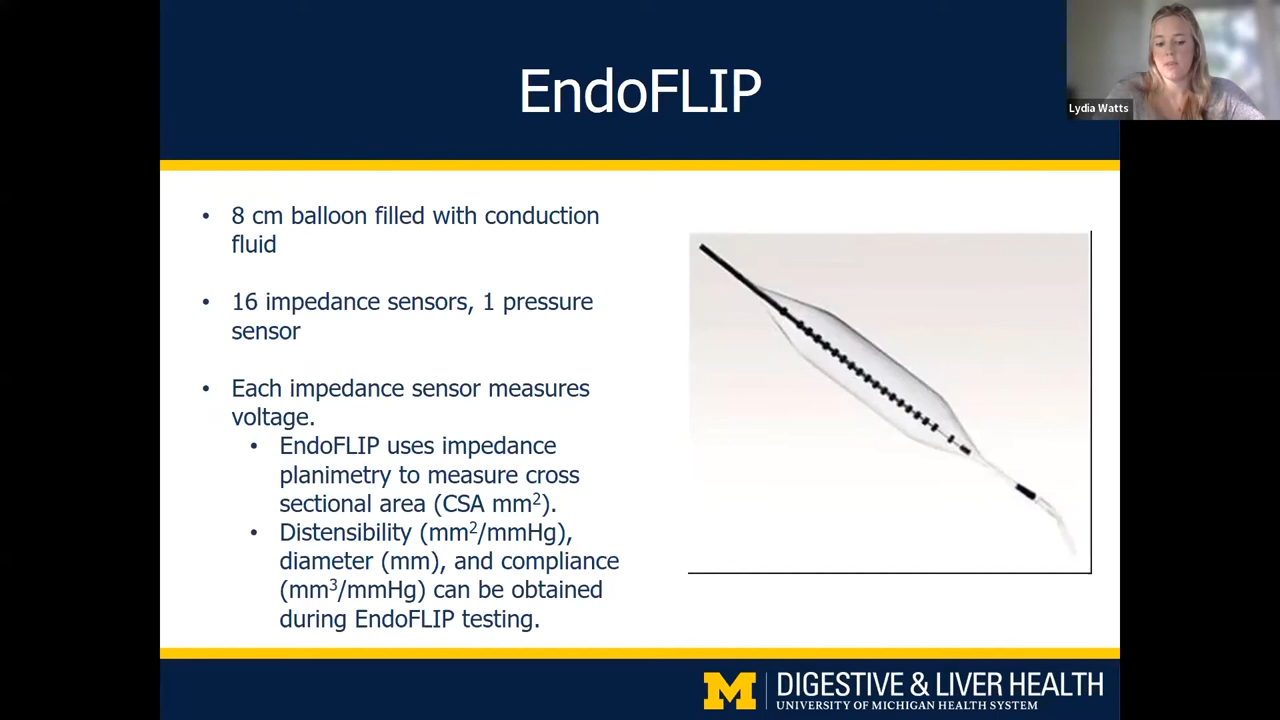 EndoFLIP
Lydia Watts
• 8 cm balloon filled with conduction
fluid
• 16 impedance sensors, 1 pressure
sensor
• Each impedance sensor measures
voltage.
• EndoFLIP uses impedance
planimetry to measure cross
sectional area (CSA mm²).
• Distensibility (mm²/mmHg),
diameter (mm), and compliance
(mm³/mmHg) can be obtained
during EndoFLIP testing.
M
DIGESTIVE & LIVER HEALTH
UNIVERSITY OF MICHIGAN HEALTH SYSTEM